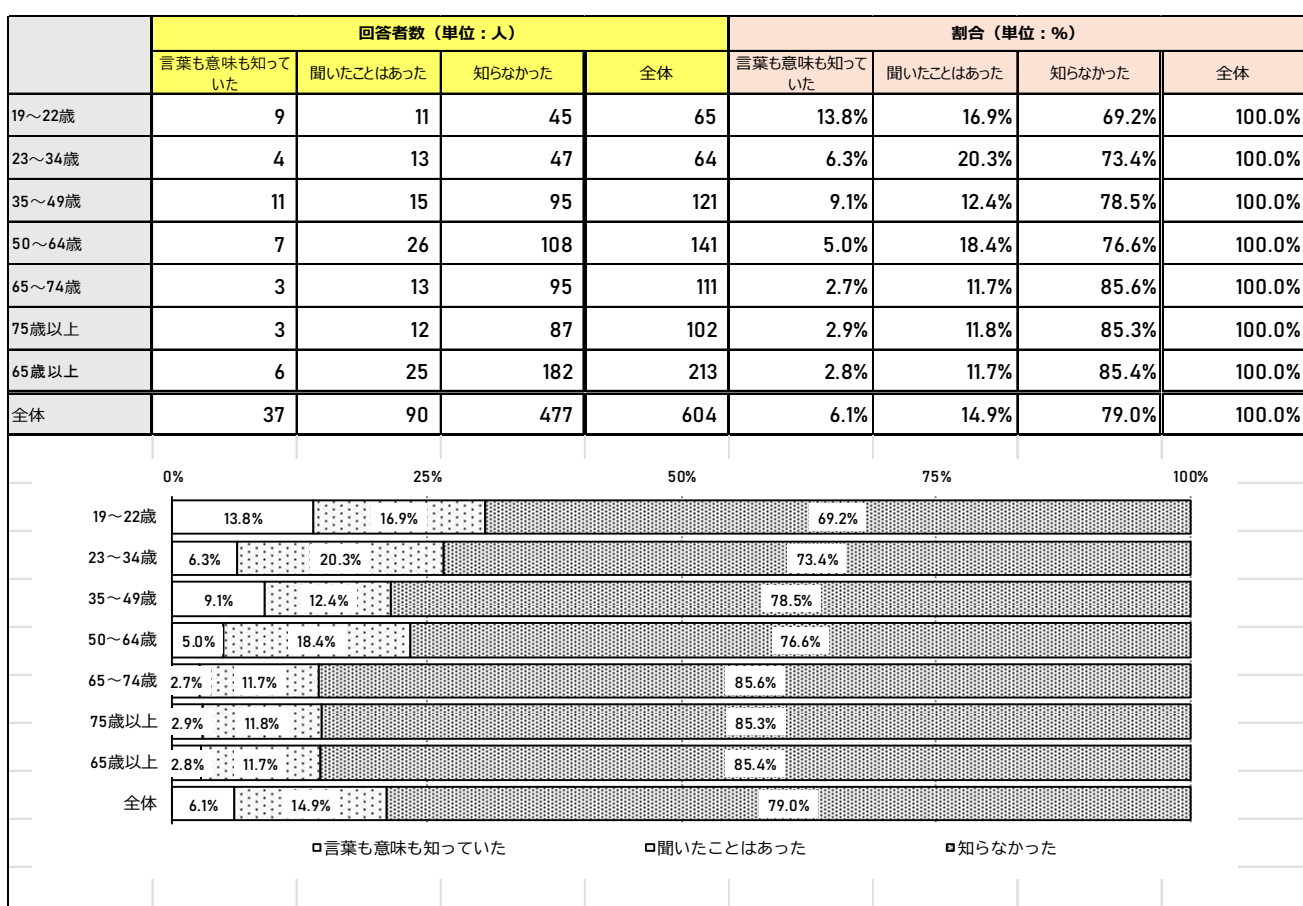 回答者数（単位：人） 割合（単位：%）
言葉も意味も知って
いた 聞いたことはあった 知らなかった 全体 言葉も意味も知って
いた 聞いたことはあった 知らなかった 全体
19～22歳 9 11 45 65 13.8% 16.9% 69.2% 100.0%
23～34歳 4 13 47 64 6.3% 20.3% 73.4% 100.0%
35～49歳 11 15 95 121 9.1% 12.4% 78.5% 100.0%
50～64歳 7 26 108 141 5.0% 18.4% 76.6% 100.0%
65～74歳 3 13 95 111 2.7% 11.7% 85.6% 100.0%
75歳以上 3 12 87 102 2.9% 11.8% 85.3% 100.0%
65歳以上 6 25 182 213 2.8% 11.7% 85.4% 100.0%
全体 37 90 477 604 6.1% 14.9% 79.0% 100.0%
0% 25% 50% 75% 100%
19～22歳 13.8% 16.9% 69.2%
23～34歳 6.3% 20.3% 73.4%
35～49歳 9.1% 12.4% 78.5%
50～64歳 5.0% 18.4% 76.6%
65～74歳 2.7% 11.7% 85.6%
75歳以上 2.9% 11.8% 85.3%
65歳以上 2.8% 11.7% 85.4%
全体 6.1% 14.9% 79.0%
言葉も意味も知っていた 聞いたことはあった 知らなかった